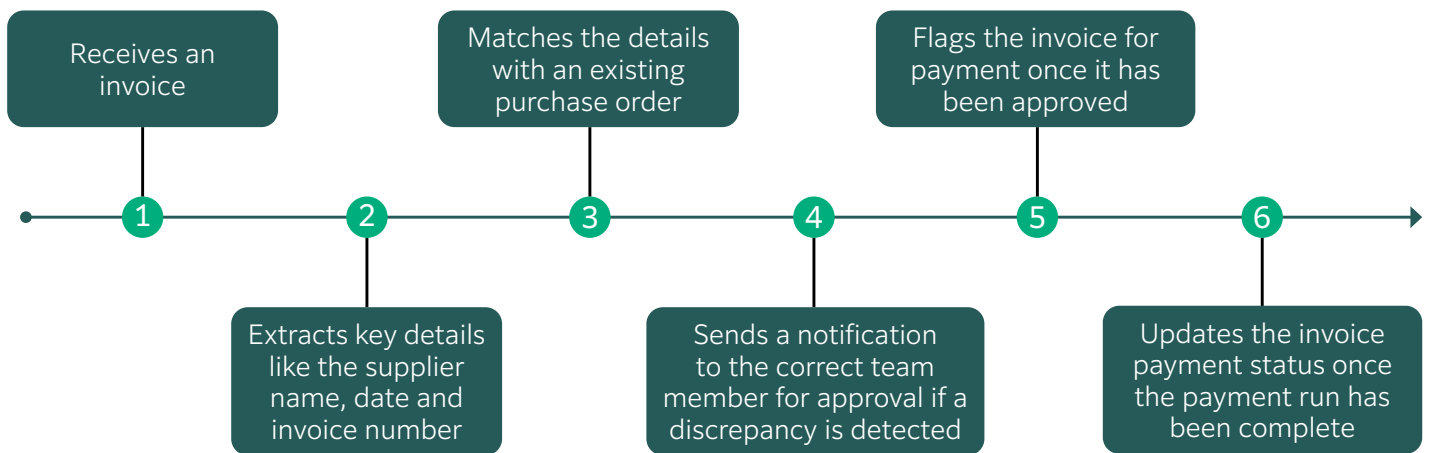 Receives an
invoice
1
Extracts key details
like the supplier
name, date and
invoice number
2
Matches the details
with an existing
purchase order
3
Sends a notification
to the correct team
member for approval if a
discrepancy is detected
4
Flags the invoice for
payment once it has
been approved
5
Updates the invoice
payment status once
the payment run has
been complete
6